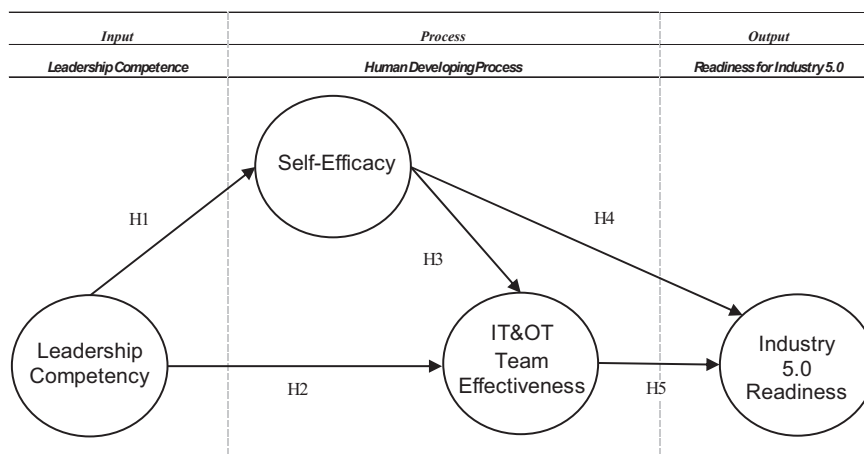 Input Process Output
Leadership Competence Human Developing Process Readiness for Industry 5.0
Self-Efficacy
H1
H4
H3
Leadership
Competency
IT&OT
Team
Effectiveness
Industry
5.0
Readiness
H2
H5